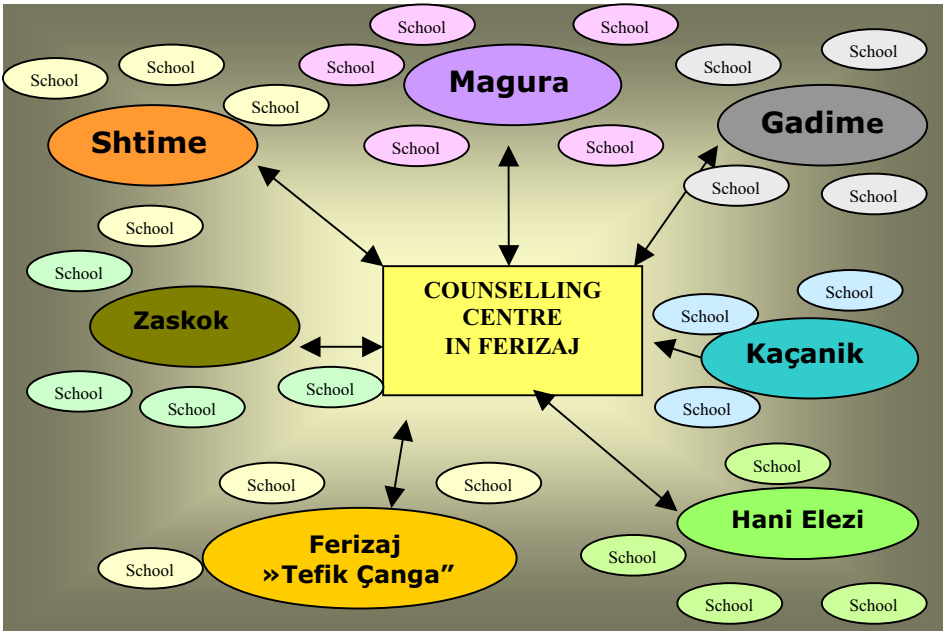 School
School
School
School
School
School
School
School
Magura
School
Gadime
Shtime
School
School
School
School
School
School
School
COUNSELLING
CENTRE
IN FERIZAJ
School
School
Zaskok
Kaçanik
School
School
School
School
School
School
School
Hani Elezi
Ferizaj
»Tefik Çanga”
School
School
School
School